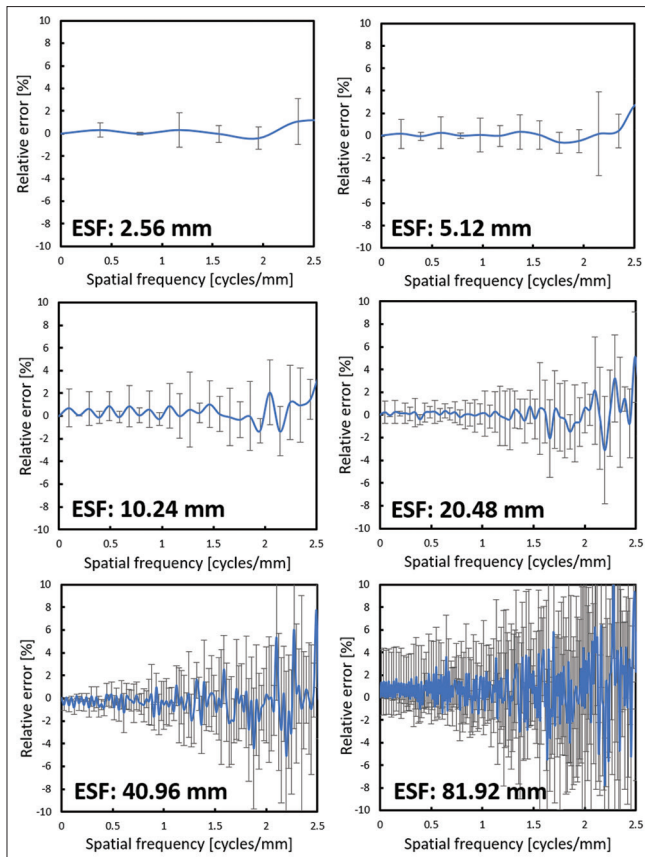 10
8
6
4
2
0
-2
-4
-6
-8
-10
Relative error [%]
ESF: 2.56 mm
0 0.5 1 1.5 2 2.5
Spatial frequency [cycles/mm]
10
8
6
4
2
0
-2
-4
-6
-8
-10
Relative error [%]
ESF: 5.12 mm
0 0.5 1 1.5 2 2.5
Spatial frequency [cycles/mm]
10
8
6
4
2
0
-2
-4
-6
-8
-10
Relative error [%]
ESF: 10.24 mm
0 0.5 1 1.5 2 2.5
Spatial frequency [cycles/mm]
10
8
6
4
2
0
-2
-4
-6
-8
-10
Relative error [%]
ESF: 20.48 mm
0 0.5 1 1.5 2 2.5
Spatial frequency [cycles/mm]
10
8
6
4
2
0
-2
-4
-6
-8
-10
Relative error [%]
ESF: 40.96 mm
0 0.5 1 1.5 2 2.5
Spatial frequency [cycles/mm]
10
8
6
4
2
0
-2
-4
-6
-8
-10
Relative error [%]
ESF: 81.92 mm
0 0.5 1 1.5 2 2.5
Spatial frequency [cycles/mm]